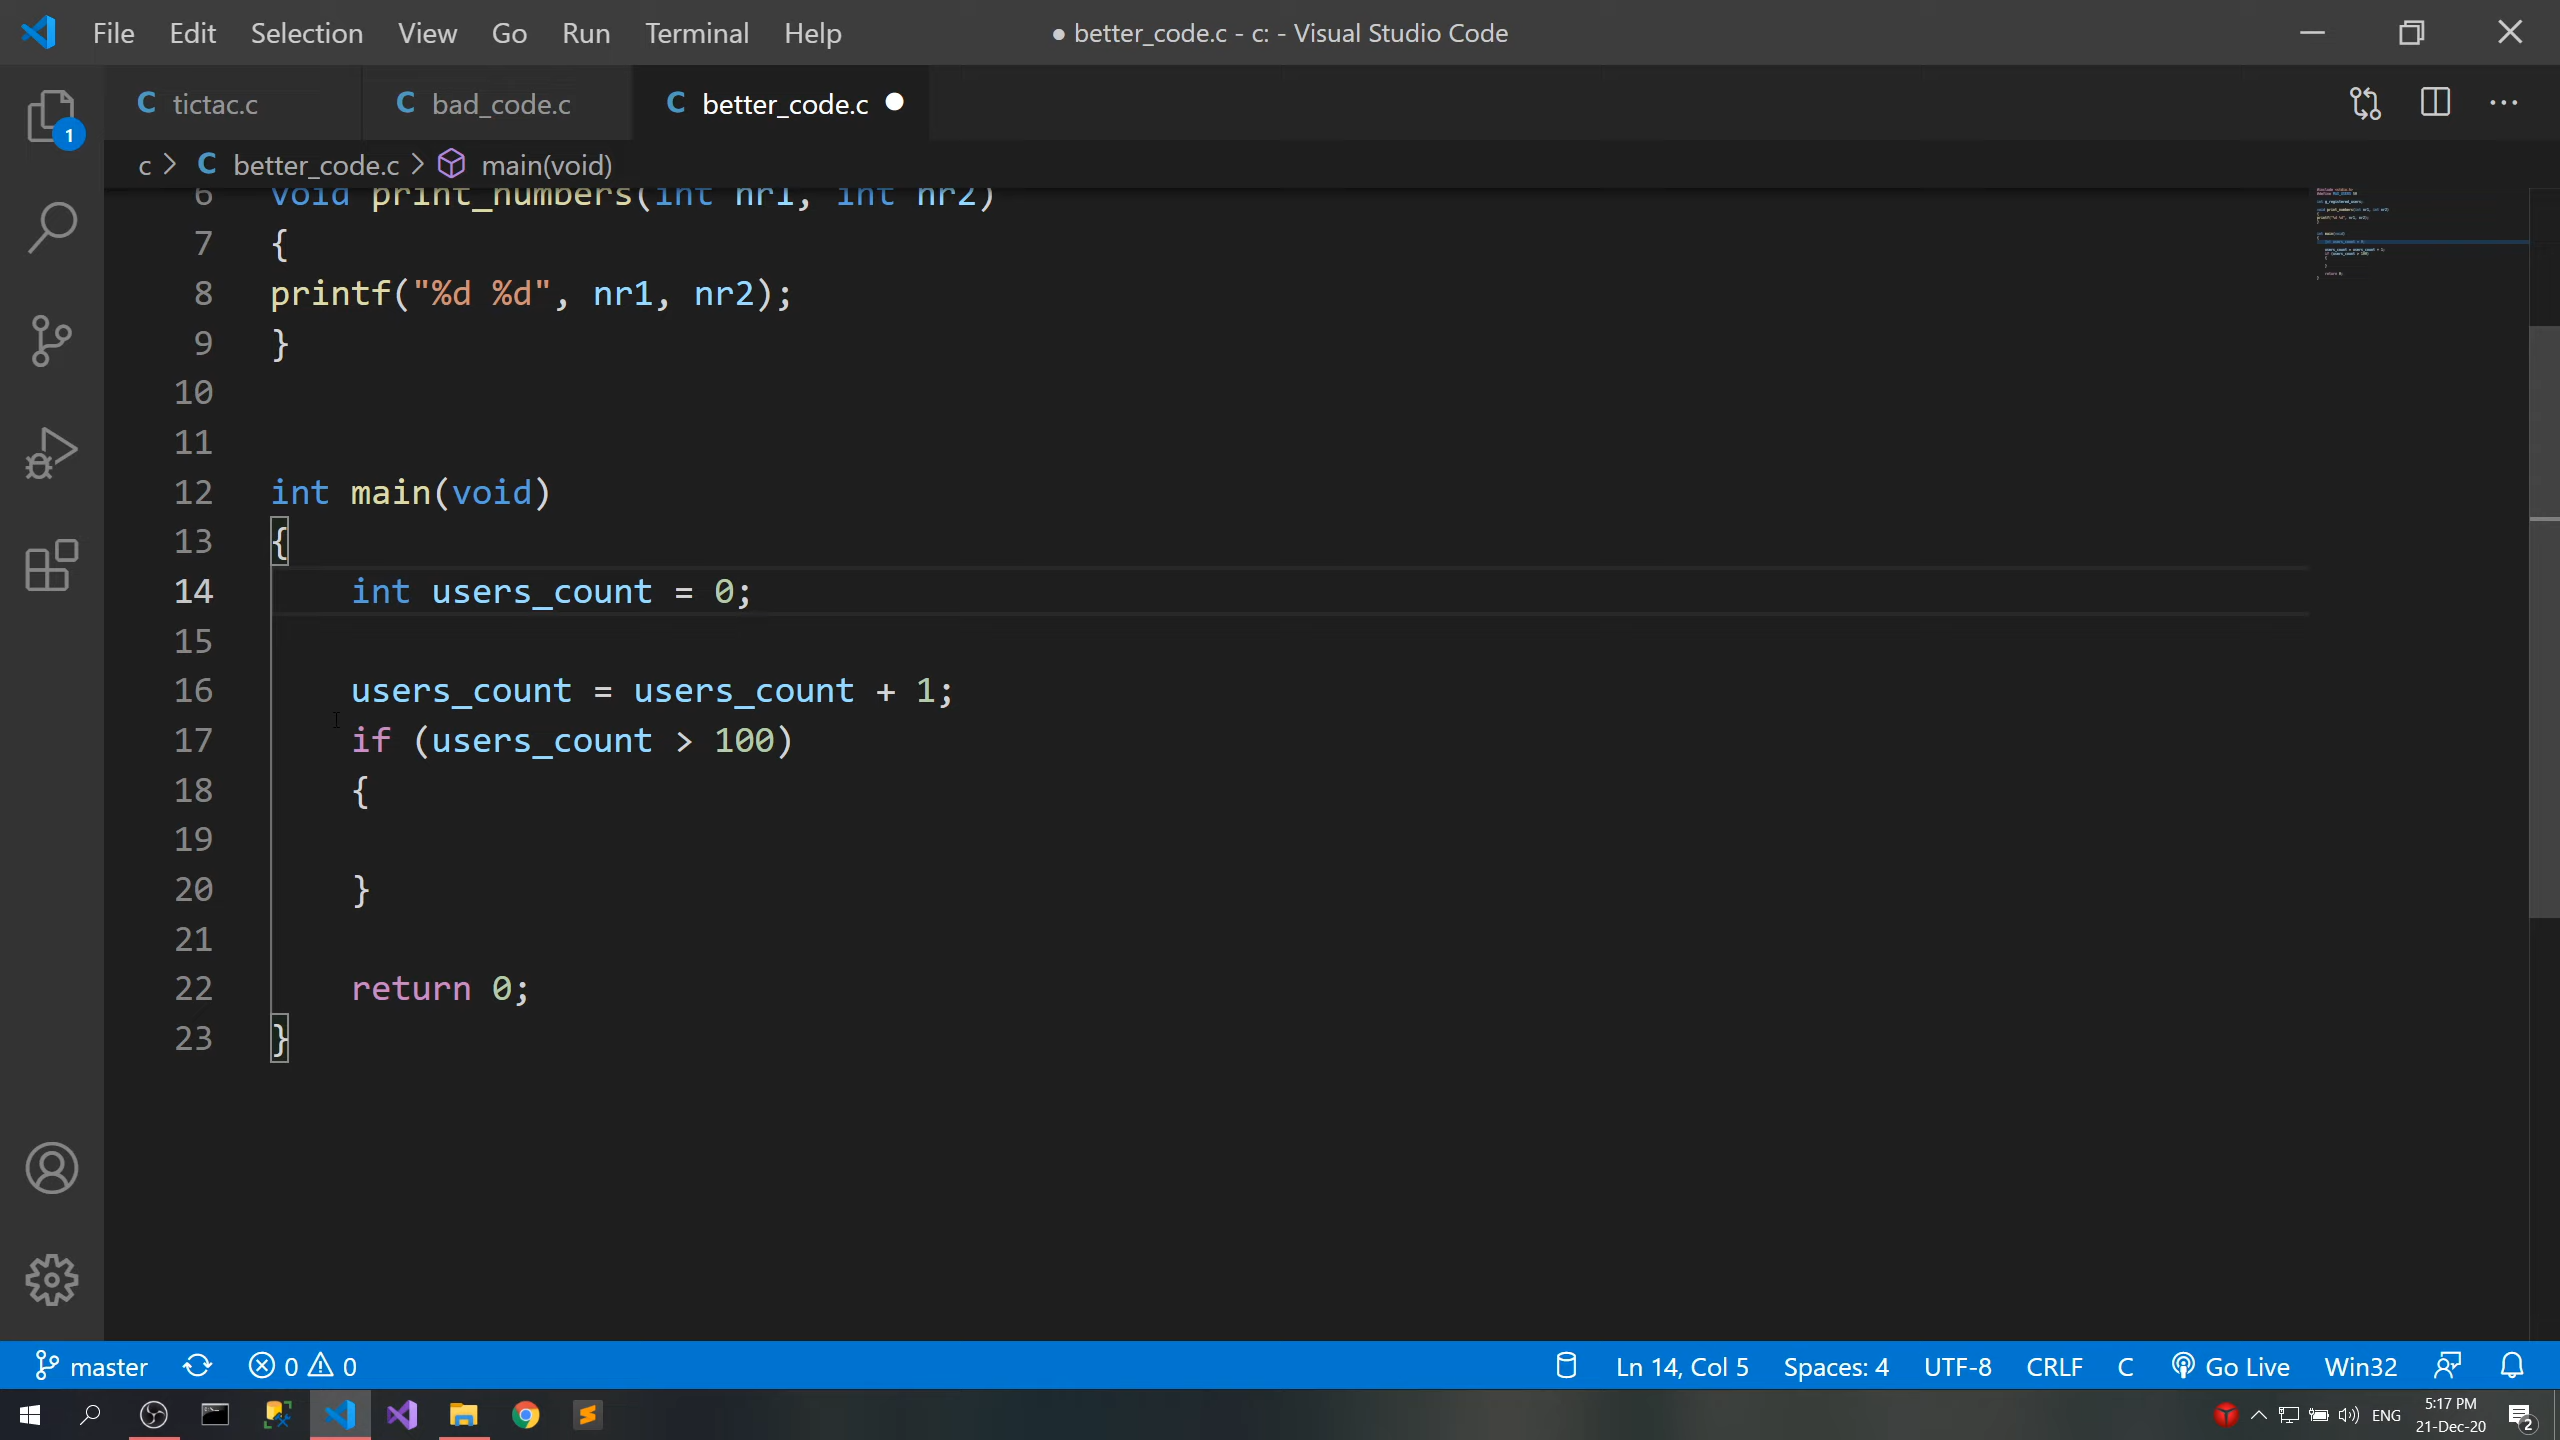 File Edit Selection View Go Run Terminal Help ● better_code.c - c: - Visual Studio Code
C tictac.c C bad_code.c C better_code.c ●
1
c > C better_code.c > main(void)
6 void print_numbers(int nr1, int nr2)
7 {
8 printf("%d %d", nr1, nr2);
9 }
10
11
12 int main(void)
13 {
14 int users_count = 0;
15
16 users_count = users_count + 1;
17 if (users_count > 100)
18 {
19
20 }
21
22 return 0;
23 }
master 0 0 Ln 14, Col 5 Spaces: 4 UTF-8 CRLF C Go Live Win32
ENG 5:17 PM
21-Dec-20 2